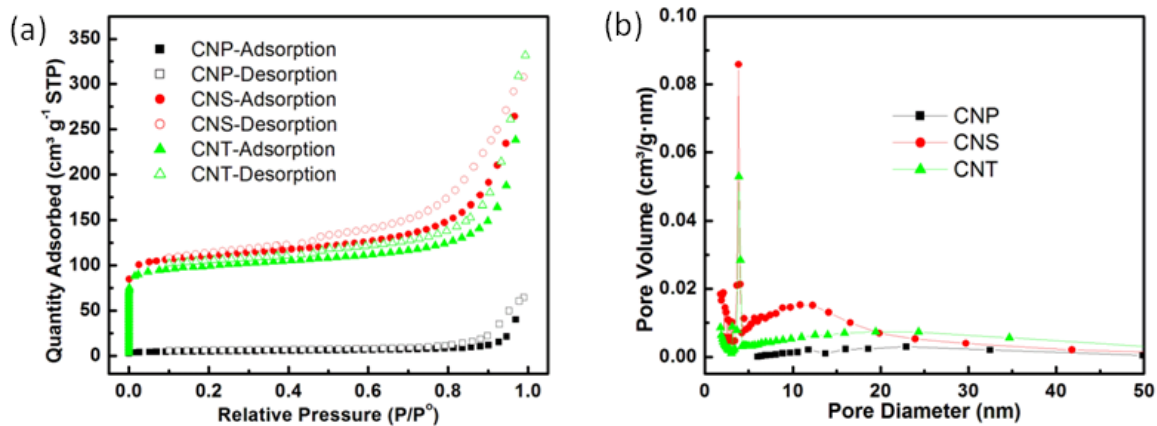 (a)
Quantity Adsorbed (cm³ g⁻¹ STP)
350
300
250
200
150
100
50
0
CNP-Adsorption
CNP-Desorption
CNS-Adsorption
CNS-Desorption
CNT-Adsorption
CNT-Desorption
0.0 0.2 0.4 0.6 0.8 1.0
Relative Pressure (P/P°)
(b)
Pore Volume (cm³/g·nm)
0.10
0.08
0.06
0.04
0.02
0.00
CNP
CNS
CNT
0 10 20 30 40 50
Pore Diameter (nm)